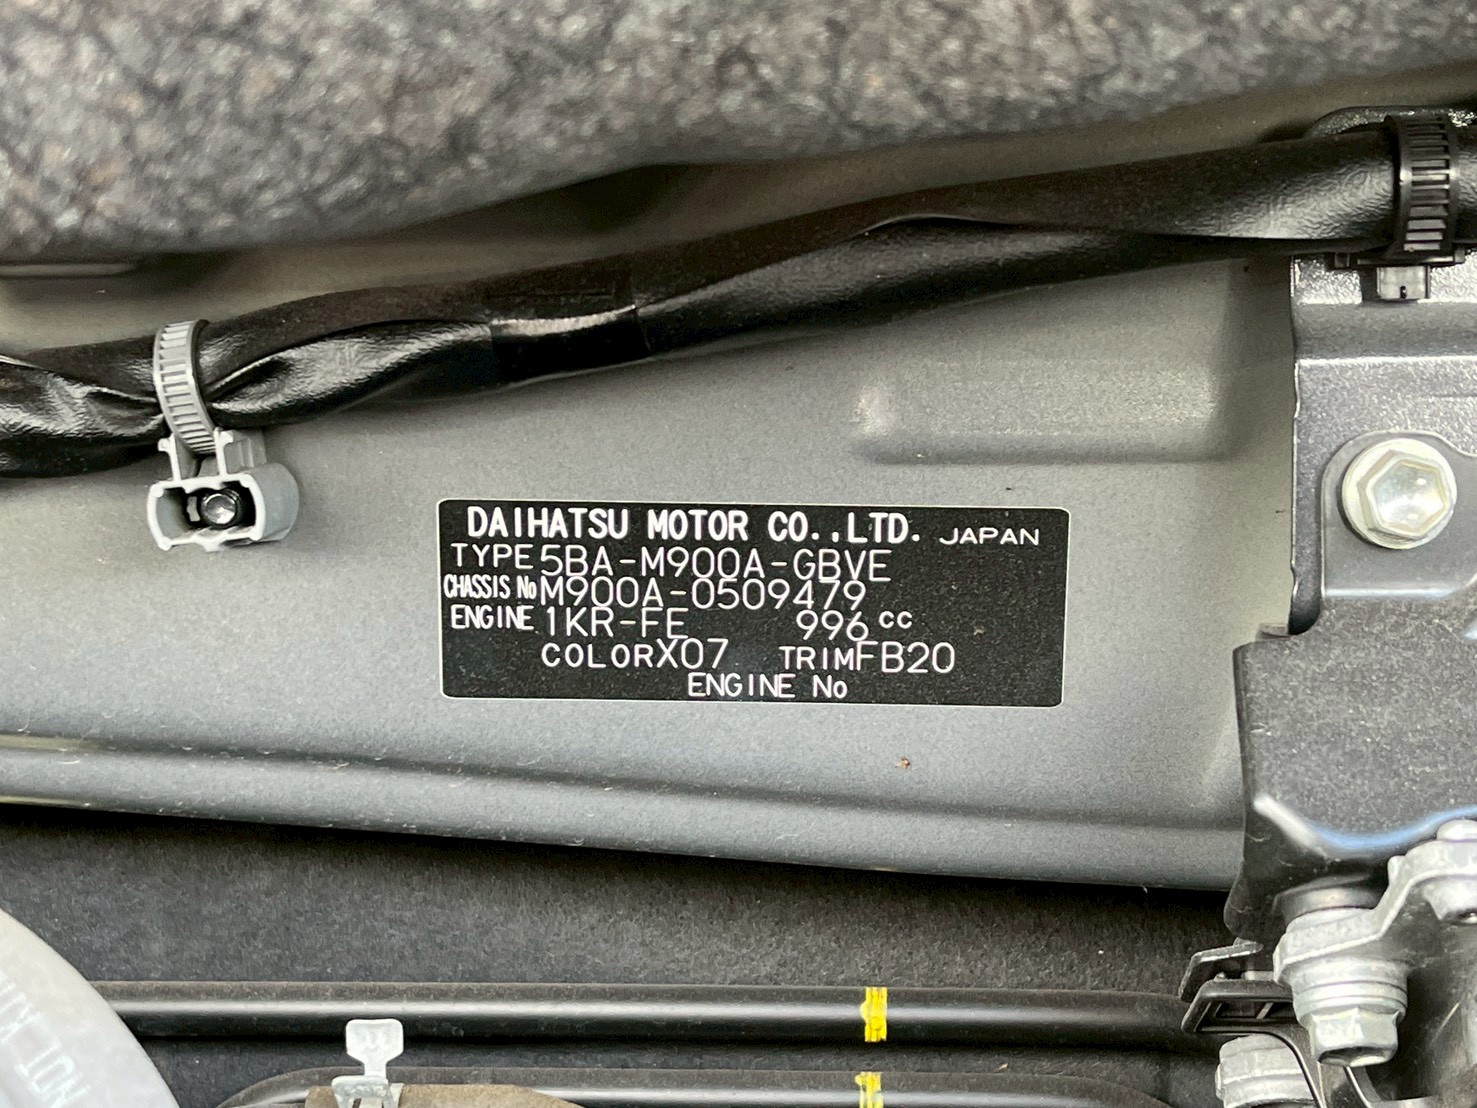 DAIHATSU MOTOR CO.,LTD. JAPAN
TYPE 5BA-M900A-GBVE
CHASSIS No M900A-0509479
ENGINE 1KR-FE 996 cc
COLOR X07 TRIM FB20
ENGINE No